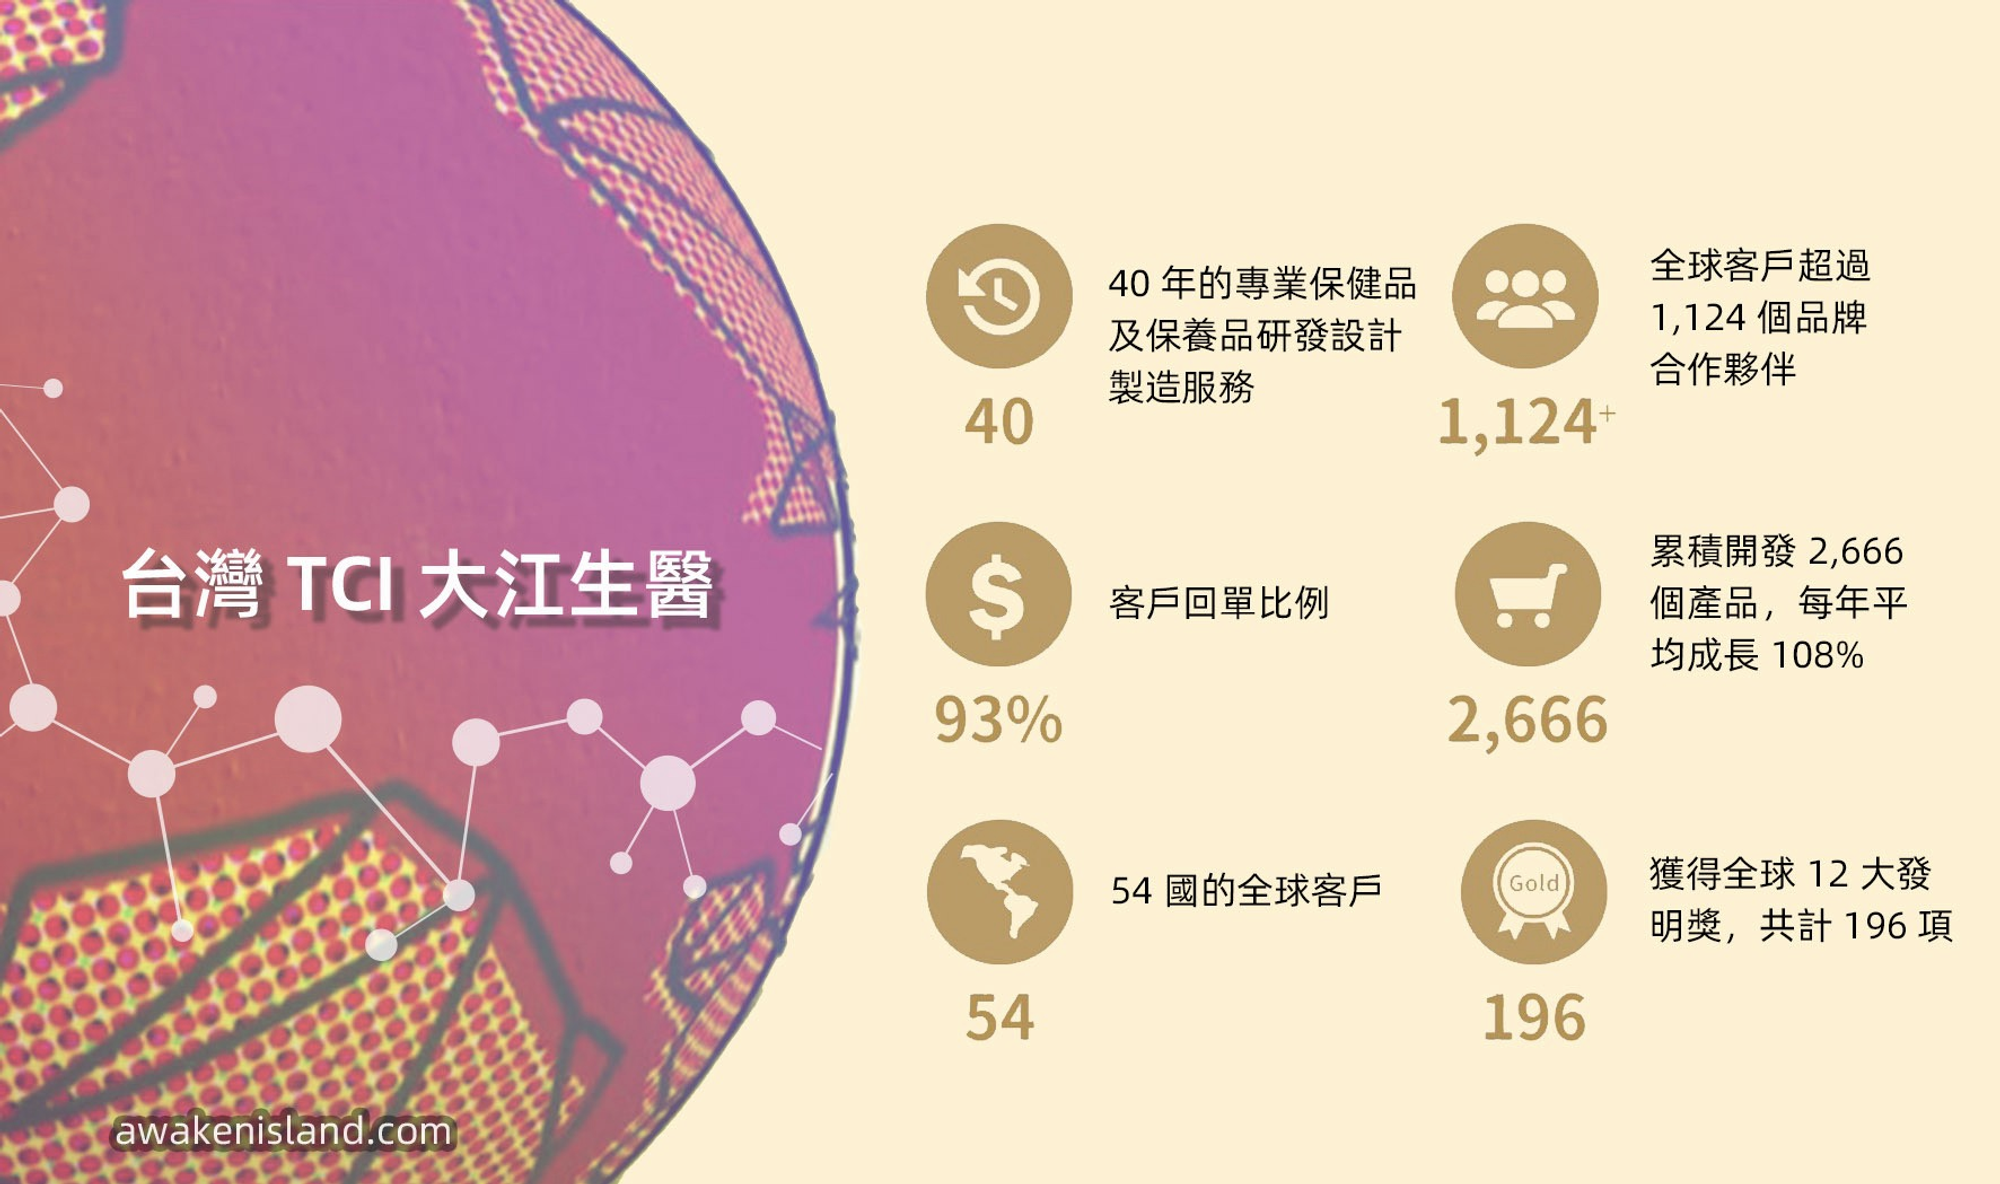 台灣 TCI 大江生醫
awakenisland.com
40 年的專業保健品
及保養品研發設計
製造服務
40
全球客戶超過
1,124 個品牌
合作夥伴
1,124+
客戶回單比例
93%
累積開發 2,666
個產品，每年平
均成長 108%
2,666
54 國的全球客戶
54
Gold
獲得全球 12 大發
明獎，共計 196 項
196